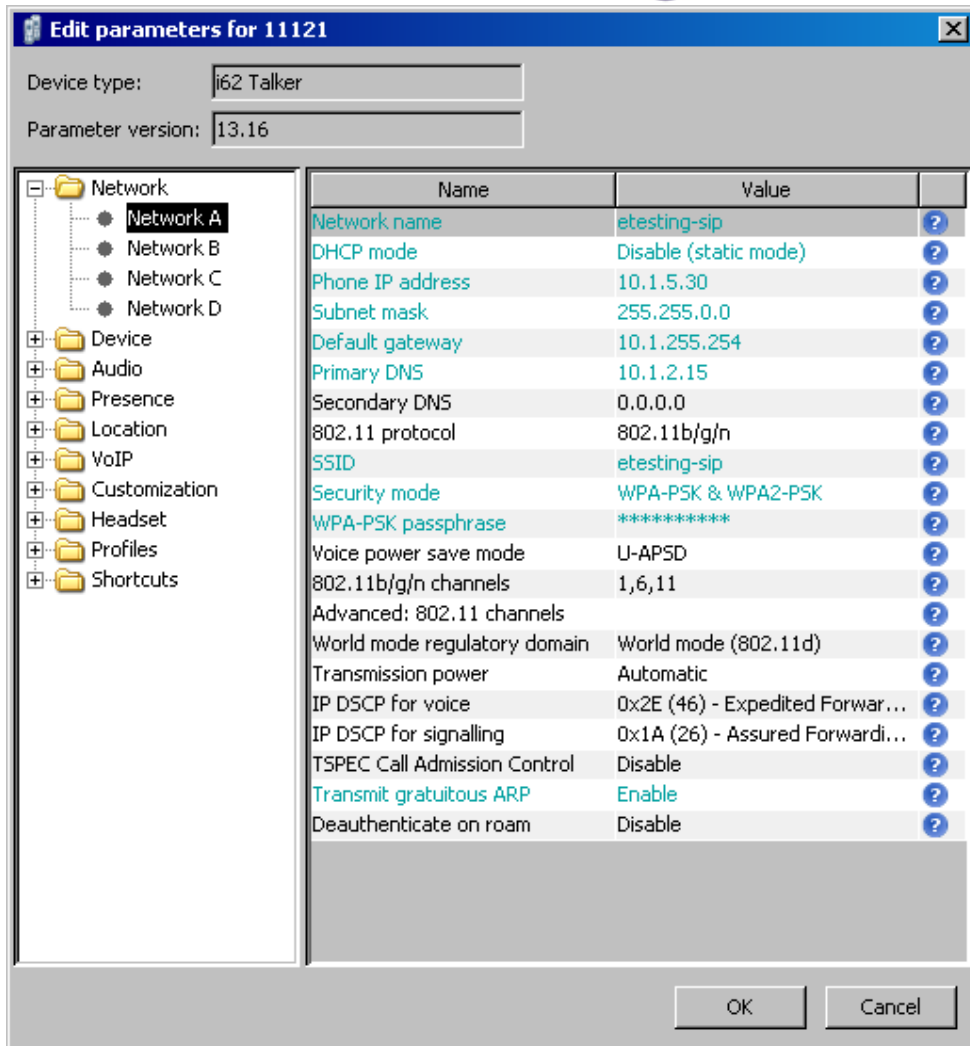 Edit parameters for 11121
Device type: i62 Talker
Parameter version: 13.16
Network
Network A
Network B
Network C
Network D
Device
Audio
Presence
Location
VoIP
Customization
Headset
Profiles
Shortcuts
Name Value
Network name etesting-sip
DHCP mode Disable (static mode)
Phone IP address 10.1.5.30
Subnet mask 255.255.0.0
Default gateway 10.1.255.254
Primary DNS 10.1.2.15
Secondary DNS 0.0.0.0
802.11 protocol 802.11b/g/n
SSID etesting-sip
Security mode WPA-PSK & WPA2-PSK
WPA-PSK passphrase **********
Voice power save mode U-APSD
802.11b/g/n channels 1,6,11
Advanced: 802.11 channels
World mode regulatory domain World mode (802.11d)
Transmission power Automatic
IP DSCP for voice 0x2E (46) - Expedited Forwar...
IP DSCP for signalling 0x1A (26) - Assured Forwardi...
TSPEC Call Admission Control Disable
Transmit gratuitous ARP Enable
Deauthenticate on roam Disable
OK Cancel